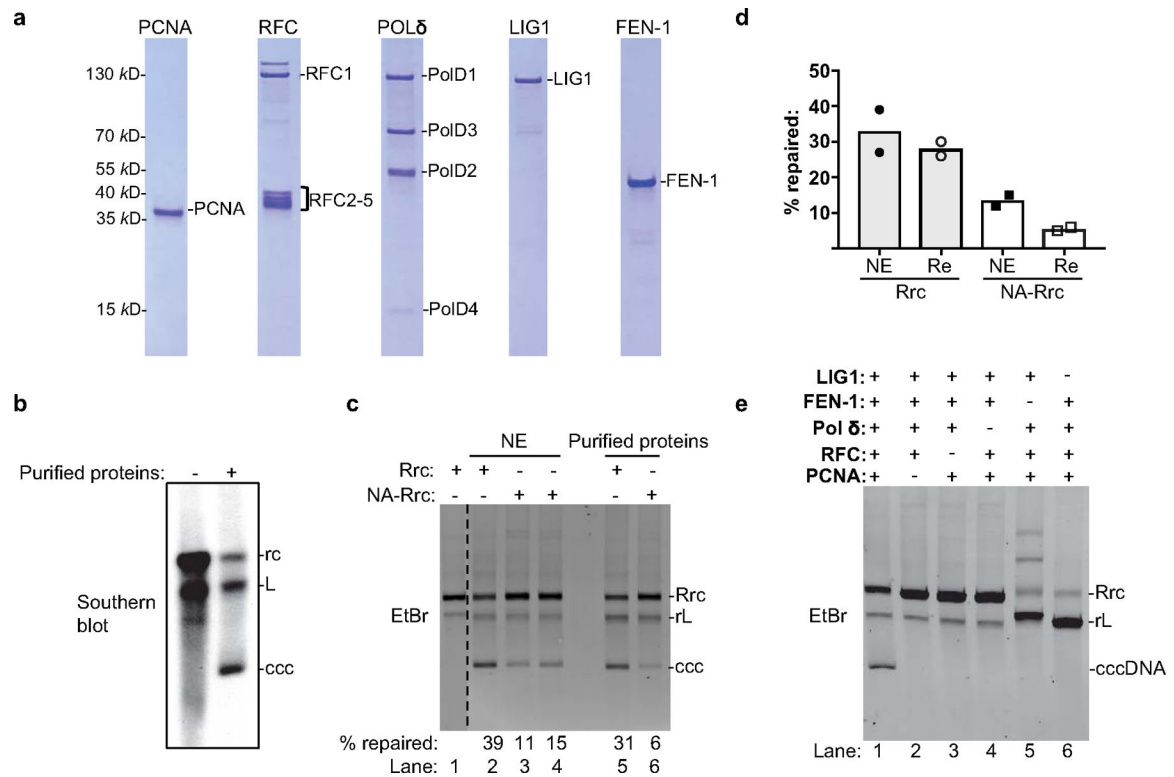 a
PCNA RFC POLδ LIG1 FEN-1
130 kD- -RFC1 -PolD1 -LIG1
70 kD- -PolD3
55 kD- -PolD2 -FEN-1
40 kD- RFC2-5
35 kD- -PCNA
15 kD- -PolD4
d
% repaired:
50
40
30
20
10
NE Re NE Re
Rrc NA-Rrc
b
Purified proteins: - +
-rc
-L
Southern
blot
-ccc
c
NE Purified proteins
Rrc: + + - - + -
NA-Rrc: - - + + - +
EtBr
-Rrc
-rL
-ccc
% repaired: 39 11 15 31 6
Lane: 1 2 3 4 5 6
e
LIG1: + + + + + -
FEN-1: + + + + - +
Pol δ: + + + - + +
RFC: + + - + + +
PCNA: + - + + + +
EtBr
-Rrc
-rL
-cccDNA
Lane: 1 2 3 4 5 6